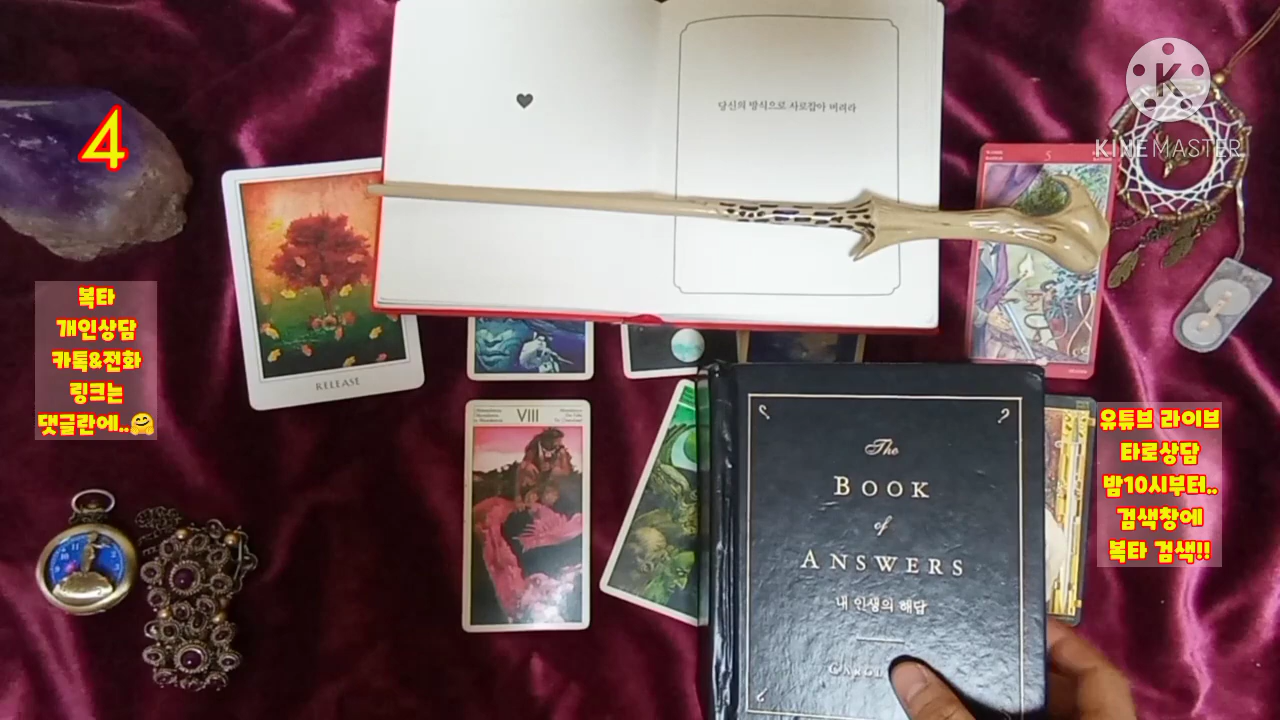 4
당신의 방식으로 사로잡아 버려라
K
KINEMASTER
복타
개인상담
카톡&전화
링크는
댓글란에..🤗
RELEASE
VIII
5
The
BOOK
of
ANSWERS
내 인생의 해답
유튜브 라이브
타로상담
밤10시부터..
검색창에
복타 검색!!